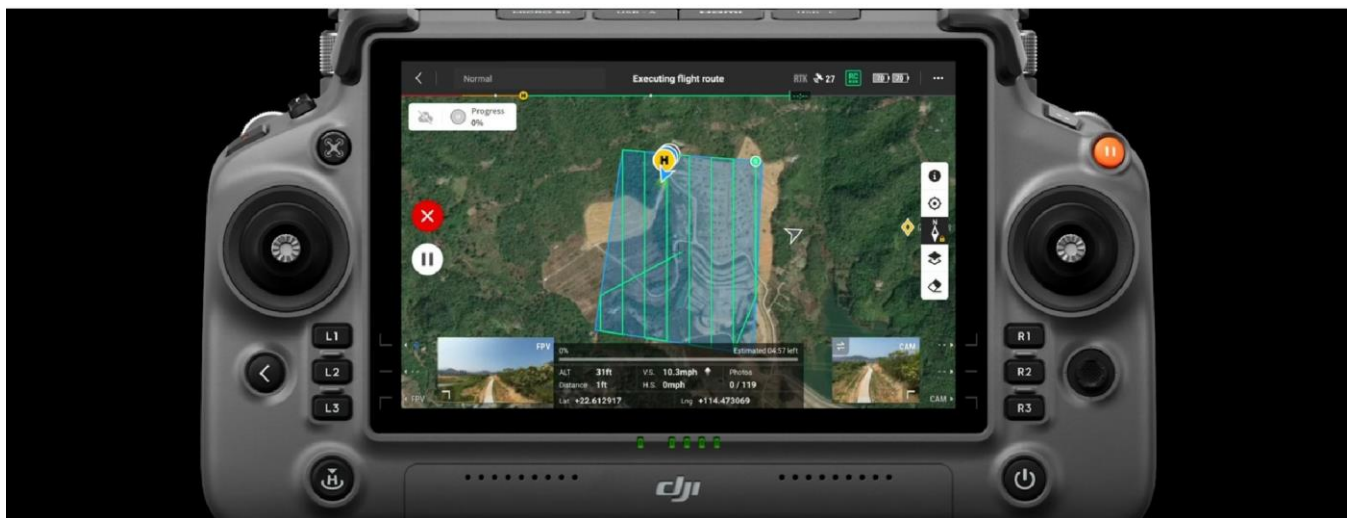 Normal
Executing flight route
RTK 27
Progress
0%
H
H
N
FPV
0%
Estimated 04:57 left
CAM
ALT 31ft V.S. 10.3mph Photos
Distance 1ft H.S. 0mph 0 / 119
Lat +22.612917 Lng +114.473069
FPV
CAM
L1
L2
L3
R1
R2
R3
H
dji